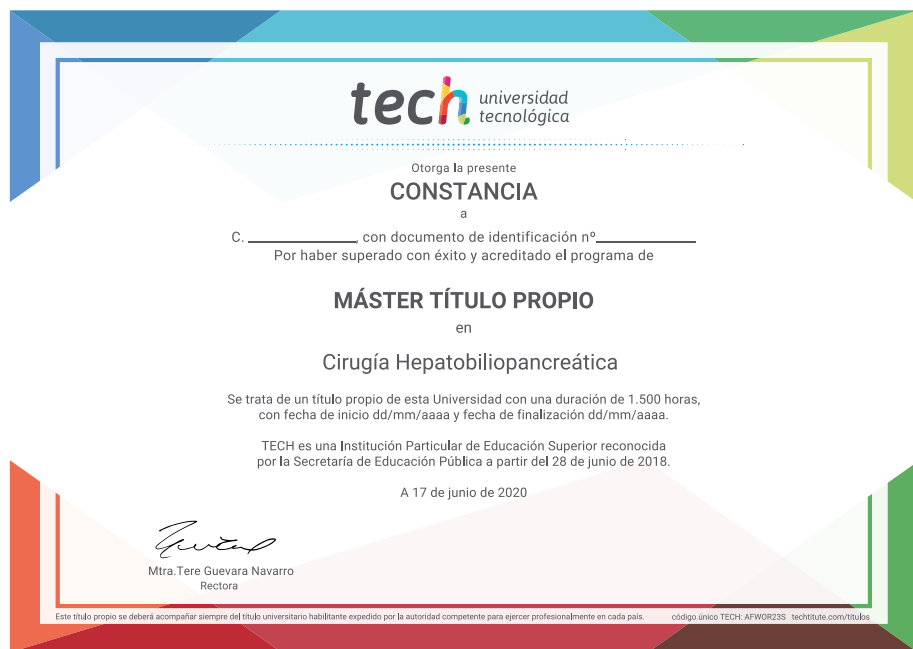 tech universidad
tecnológica
Otorga la presente
CONSTANCIA
a
C. ____________, con documento de identificación nº___________
Por haber superado con éxito y acreditado el programa de
MÁSTER TÍTULO PROPIO
en
Cirugía Hepatobiliopancreática
Se trata de un título propio de esta Universidad con una duración de 1.500 horas,
con fecha de inicio dd/mm/aaaa y fecha de finalización dd/mm/aaaa.
TECH es una Institución Particular de Educación Superior reconocida
por la Secretaría de Educación Pública a partir del 28 de junio de 2018.
A 17 de junio de 2020
Mtra.Tere Guevara Navarro
Rectora
Este título propio se deberá acompañar siempre del título universitario habilitante expedido por la autoridad competente para ejercer profesionalmente en cada país. código único TECH: AFWOR23S techtitute.com/titulos